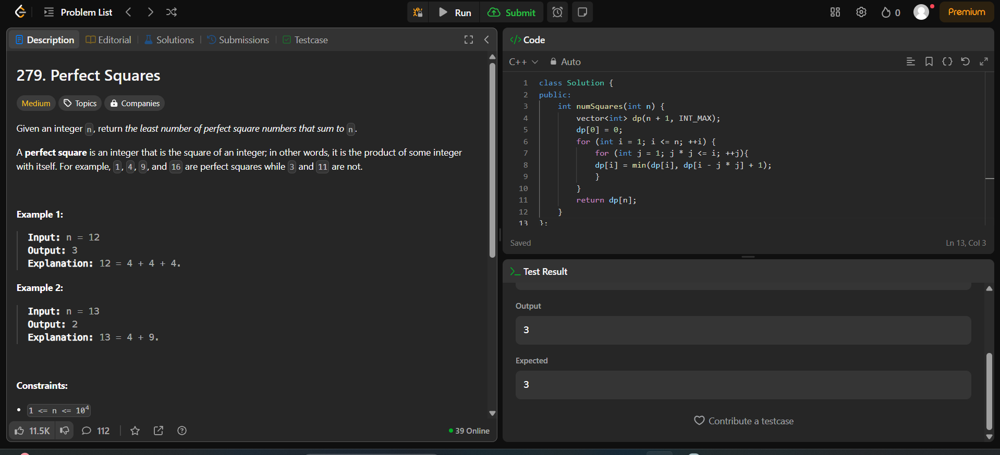 Problem List
Run
Submit
0
Premium
Description
Editorial
Solutions
Submissions
Testcase
279. Perfect Squares
Medium
Topics
Companies
Given an integer n, return the least number of perfect square numbers that sum to n.
A perfect square is an integer that is the square of an integer; in other words, it is the product of some integer
with itself. For example, 1, 4, 9, and 16 are perfect squares while 3 and 11 are not.
Example 1:
Input: n = 12
Output: 3
Explanation: 12 = 4 + 4 + 4.
Example 2:
Input: n = 13
Output: 2
Explanation: 13 = 4 + 9.
Constraints:
• 1 <= n <= 10⁴
11.5K
112
39 Online
</> Code
C++
Auto
1 class Solution {
2 public:
3     int numSquares(int n) {
4         vector<int> dp(n + 1, INT_MAX);
5         dp[0] = 0;
6         for (int i = 1; i <= n; ++i) {
7             for (int j = 1; j * j <= i; ++j){
8             dp[i] = min(dp[i], dp[i - j * j] + 1);
9             }
10         }
11         return dp[n];
12     }
13 };
Saved
Ln 13, Col 3
>_ Test Result
Output
3
Expected
3
Contribute a testcase